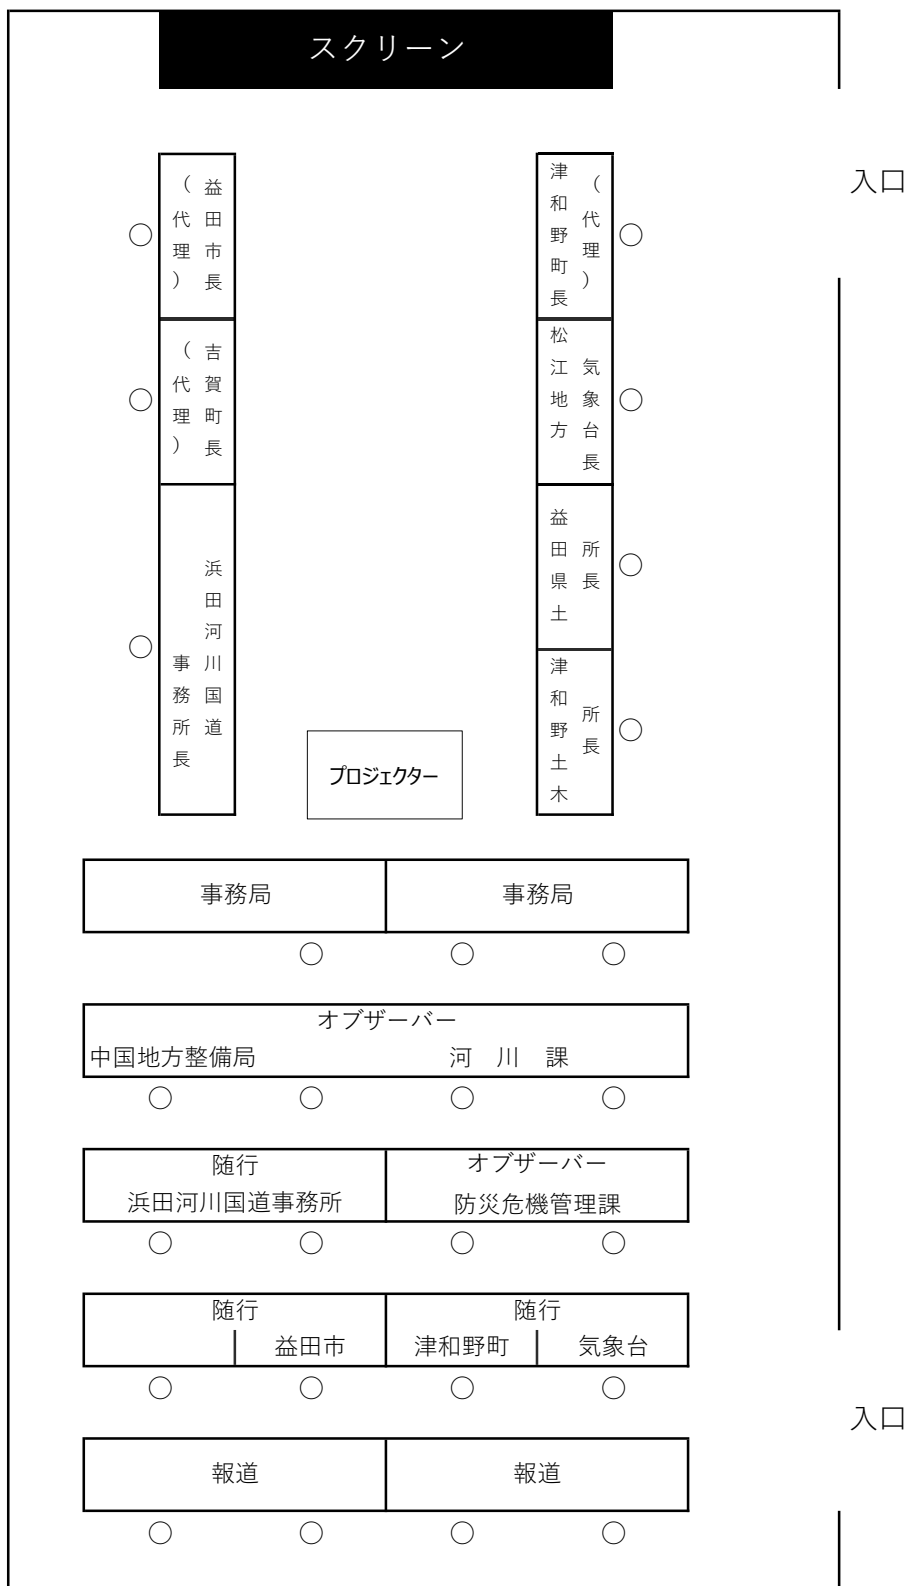 スクリーン
入口
益田市長
（代理）
津和野町長
（代理）
吉賀町長
（代理）
松江地方
気象台長
浜田河川国道
事務所長
益田県土
所長
津和野土木
所長
プロジェクター
事務局
事務局
オブザーバー
中国地方整備局
河 川 課
随行
浜田河川国道事務所
オブザーバー
防災危機管理課
随行
益田市
随行
津和野町
気象台
入口
報道
報道